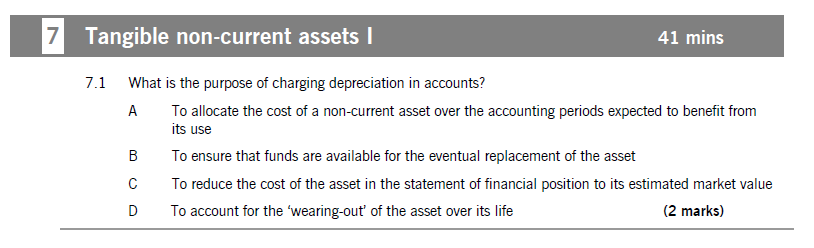 7 Tangible non-current assets I 41 mins
7.1 What is the purpose of charging depreciation in accounts?
A To allocate the cost of a non-current asset over the accounting periods expected to benefit from
its use
B To ensure that funds are available for the eventual replacement of the asset
C To reduce the cost of the asset in the statement of financial position to its estimated market value
D To account for the ‘wearing-out’ of the asset over its life (2 marks)